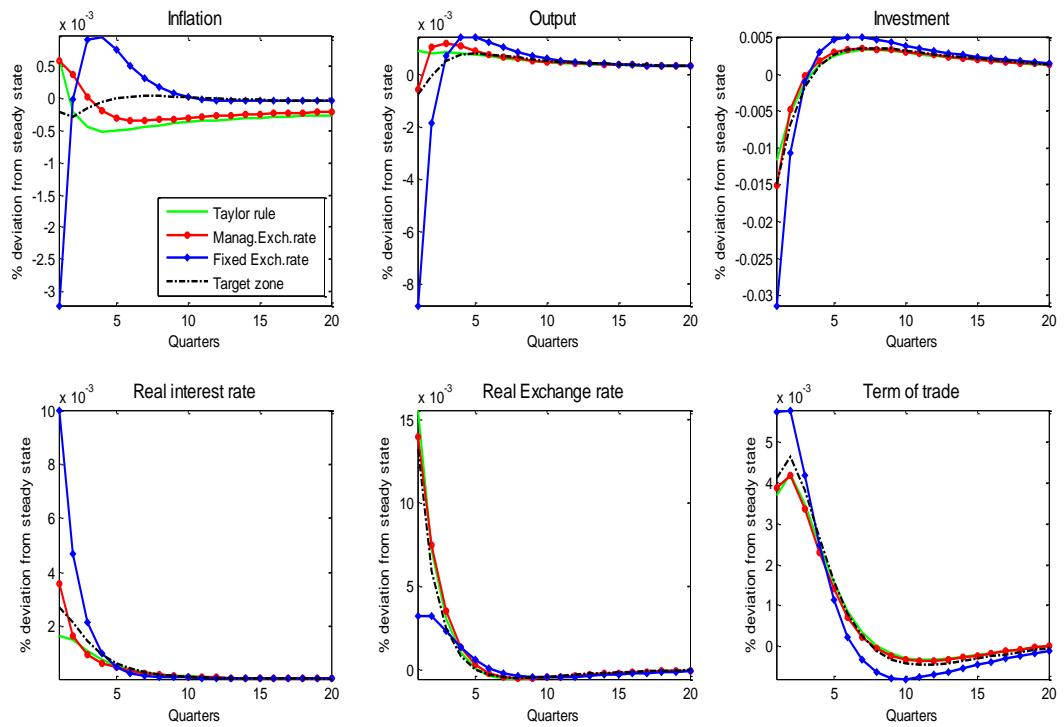 x 10-3
Inflation
% deviation from steady state
0.5
0
-0.5
-1
-1.5
-2
-2.5
-3
Taylor rule
Manag.Exch.rate
Fixed Exch.rate
Target zone
5 10 15 20
Quarters
x 10-3
Output
% deviation from steady state
0
-2
-4
-6
-8
5 10 15 20
Quarters
Investment
% deviation from steady state
0.005
0
-0.005
-0.01
-0.015
-0.02
-0.025
-0.03
5 10 15 20
Quarters
x 10-3
Real interest rate
% deviation from steady state
10
8
6
4
2
5 10 15 20
Quarters
x 10-3
Real Exchange rate
% deviation from steady state
15
10
5
0
5 10 15 20
Quarters
x 10-3
Term of trade
% deviation from steady state
5
4
3
2
1
0
5 10 15 20
Quarters